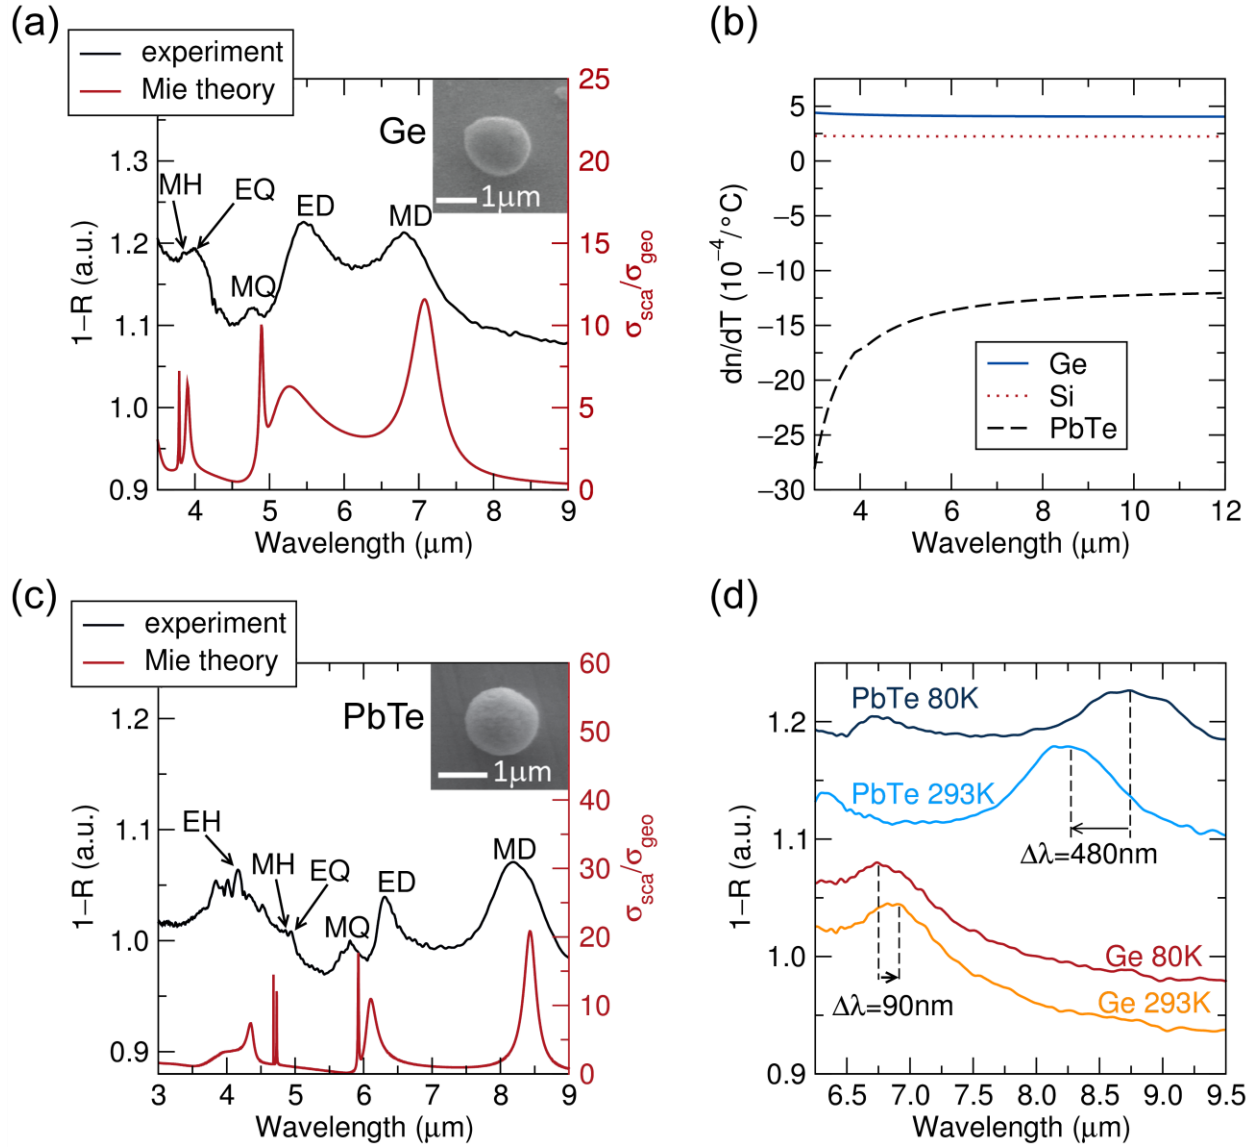 (a)
experiment
Mie theory
Ge
1μm
MH
EQ
MQ
ED
MD
1.3
1.2
1.1
1.0
0.9
1−R (a.u.)
25
20
15
10
5
0
σsca/σgeo
4 5 6 7 8 9
Wavelength (μm)
(b)
5
0
−5
−10
−15
−20
−25
−30
dn/dT (10⁻⁴/°C)
Ge
Si
PbTe
4 6 8 10 12
Wavelength (μm)
(c)
experiment
Mie theory
PbTe
1μm
EH
MH
EQ
MQ
ED
MD
1.2
1.1
1.0
0.9
1−R (a.u.)
60
50
40
30
20
10
0
σsca/σgeo
3 4 5 6 7 8 9
Wavelength (μm)
(d)
PbTe 80K
PbTe 293K
Δλ=480nm
Ge 80K
Δλ=90nm
Ge 293K
1.2
1.1
1.0
0.9
1−R (a.u.)
6.5 7.0 7.5 8.0 8.5 9.0 9.5
Wavelength (μm)